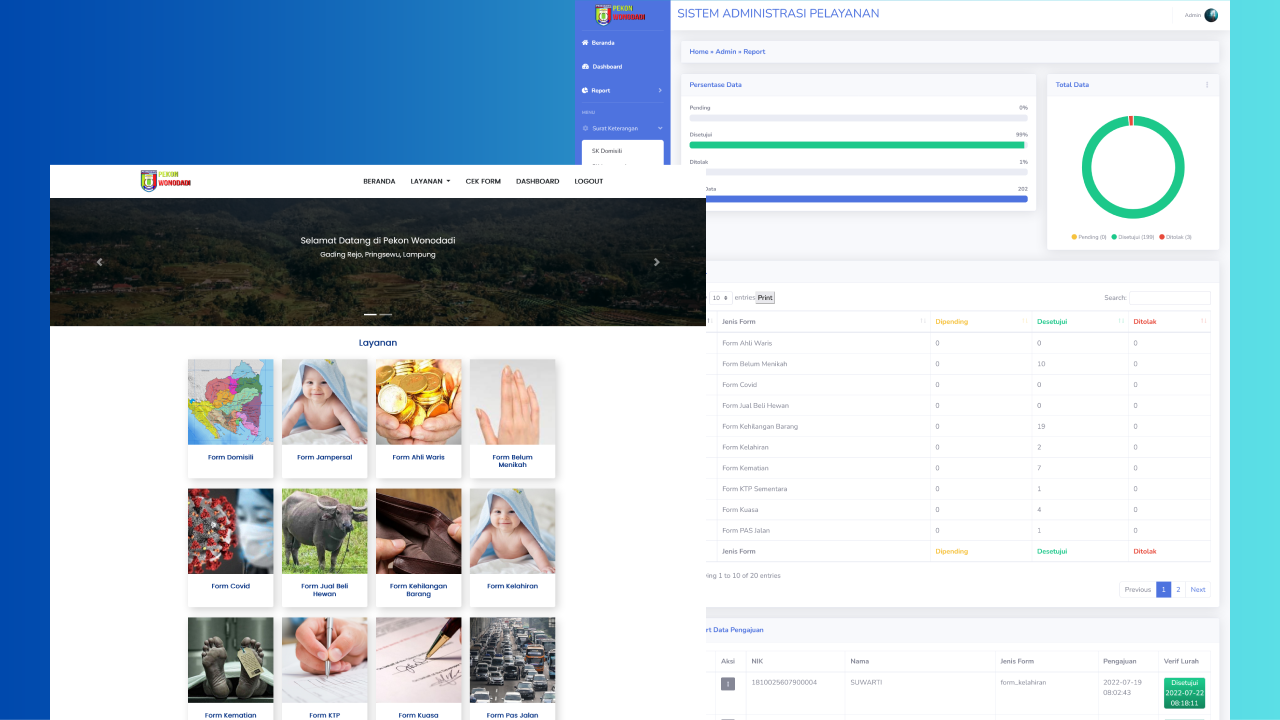 PEKON
WONODADI
Beranda
Dashboard
Report
MENU
Surat Keterangan
SK Domisili
SISTEM ADMINISTRASI PELAYANAN
Admin
Home » Admin » Report
Persentase Data
Pending 0%
Disetujui 99%
Ditolak 1%
Data 202
Total Data
Pending (0) Disetujui (199) Ditolak (3)
10 entries Print
Search:
Jenis Form Dipending Desetujui Ditolak
Form Ahli Waris 0 0 0
Form Belum Menikah 0 10 0
Form Covid 0 0 0
Form Jual Beli Hewan 0 0 0
Form Kehilangan Barang 0 19 0
Form Kelahiran 0 2 0
Form Kematian 0 7 0
Form KTP Sementara 0 1 0
Form Kuasa 0 4 0
Form PAS Jalan 0 1 0
Jenis Form Dipending Desetujui Ditolak
ing 1 to 10 of 20 entries
Previous 1 2 Next
rt Data Pengajuan
Aksi NIK Nama Jenis Form Pengajuan Verif Lurah
1810025607900004 SUWARTI form_kelahiran 2022-07-19 Disetujui
08:02:43 2022-07-22
08:18:11
PEKON
WONODADI
BERANDA LAYANAN CEK FORM DASHBOARD LOGOUT
Selamat Datang di Pekon Wonodadi
Gading Rejo, Pringsewu, Lampung
Layanan
Form Domisili
Form Jampersal
Form Ahli Waris
Form Belum
Menikah
Form Covid
Form Jual Beli
Hewan
Form Kehilangan
Barang
Form Kelahiran
Form Kematian
Form KTP
Form Kuasa
Form Pas Jalan